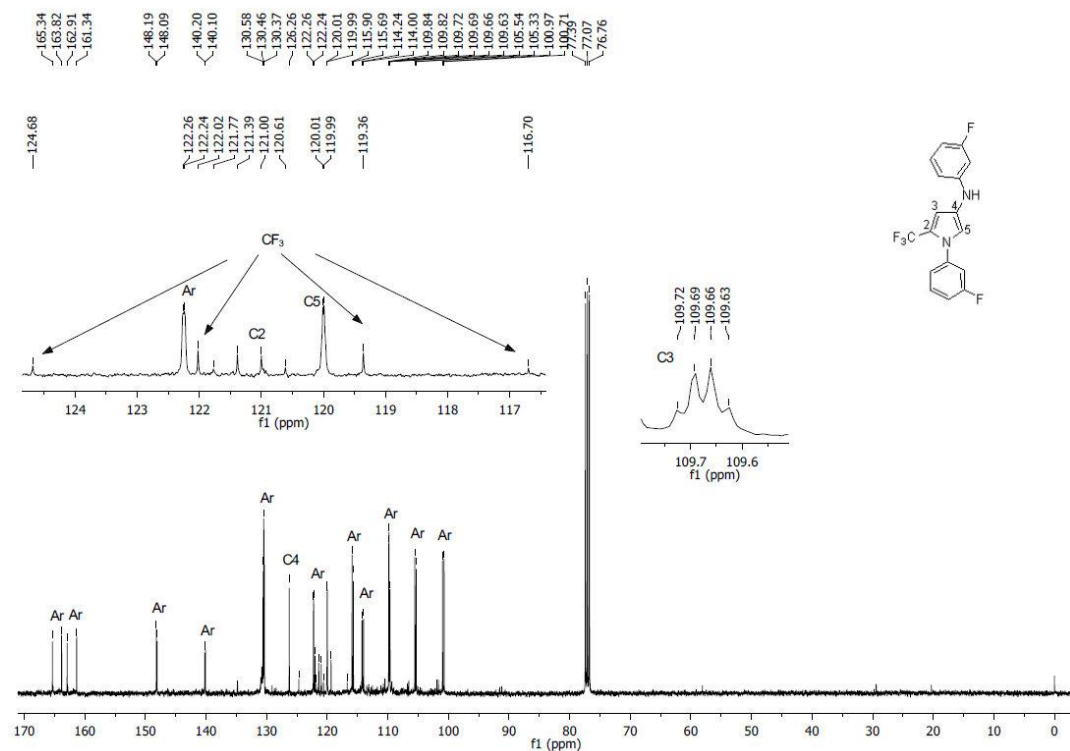 165.34 163.82 162.91 161.34 148.19 148.09 140.20 140.10 130.58 130.46 130.37 126.26 122.26 122.24 120.01 119.99 115.90 115.69 114.24 114.00 109.84 109.82 109.72 109.69 109.66 109.63 105.54 105.33 100.97 100.71 77.39 77.07 76.76
124.68 122.26 122.24 122.02 121.77 121.39 121.00 120.61 120.01 119.99 119.36 116.70
CF₃
Ar
C2
C5
124 123 122 121 120 119 118 117
f1 (ppm)
109.72 109.69 109.66 109.63
C3
109.7 109.6
f1 (ppm)
F
NH
3 4
F₃C 2 5
N
F
Ar Ar Ar Ar Ar C4 Ar Ar Ar Ar Ar Ar
170 160 150 140 130 120 110 100 90 80 70 60 50 40 30 20 10 0
f1 (ppm)